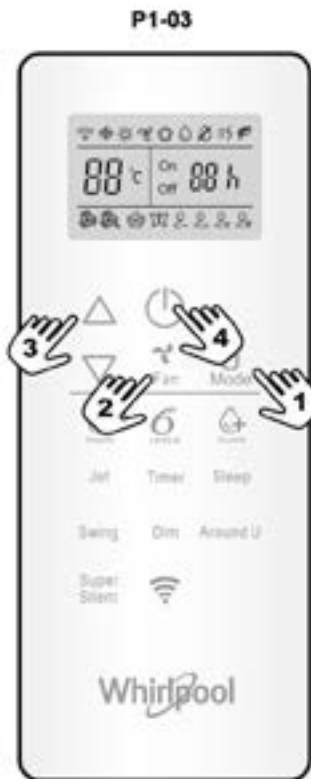 P1-03
88 °c On Off 88 h
3
4
2
1
Fan Mode
6
Jet Timer Sleep
Swing Dim Around U
Super
Silent
Whirlpool